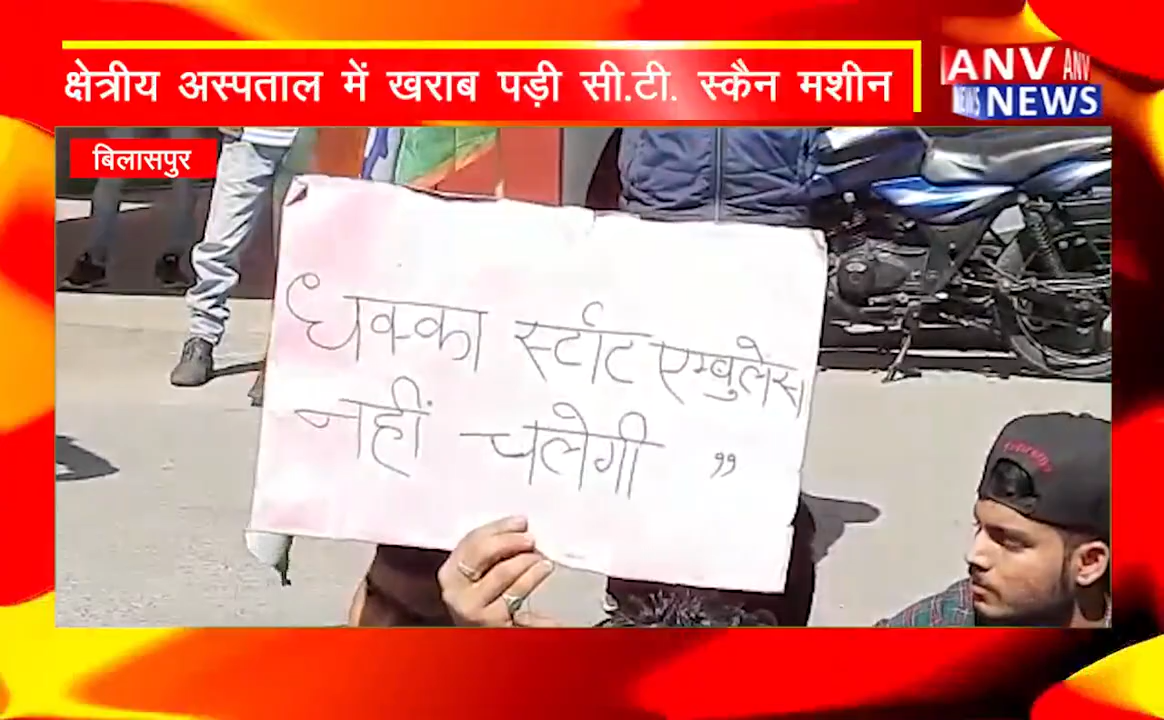 क्षेत्रीय अस्पताल में खराब पड़ी सी.टी. स्कैन मशीन
ANV ANV
NEWS NEWS
बिलासपुर
धक्का र्स्टाट एम्बुलेंस
नहीं चलेगी "